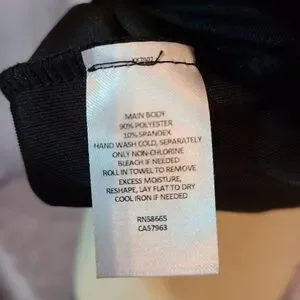 MAIN BODY
90% POLYESTER
10% SPANDEX
HAND WASH COLD, SEPARATELY
ONLY NON-CHLORINE
BLEACH IF NEEDED
ROLL IN TOWEL TO REMOVE
EXCESS MOISTURE,
RESHAPE, LAY FLAT TO DRY
COOL IRON IF NEEDED
RN58665
CA57963